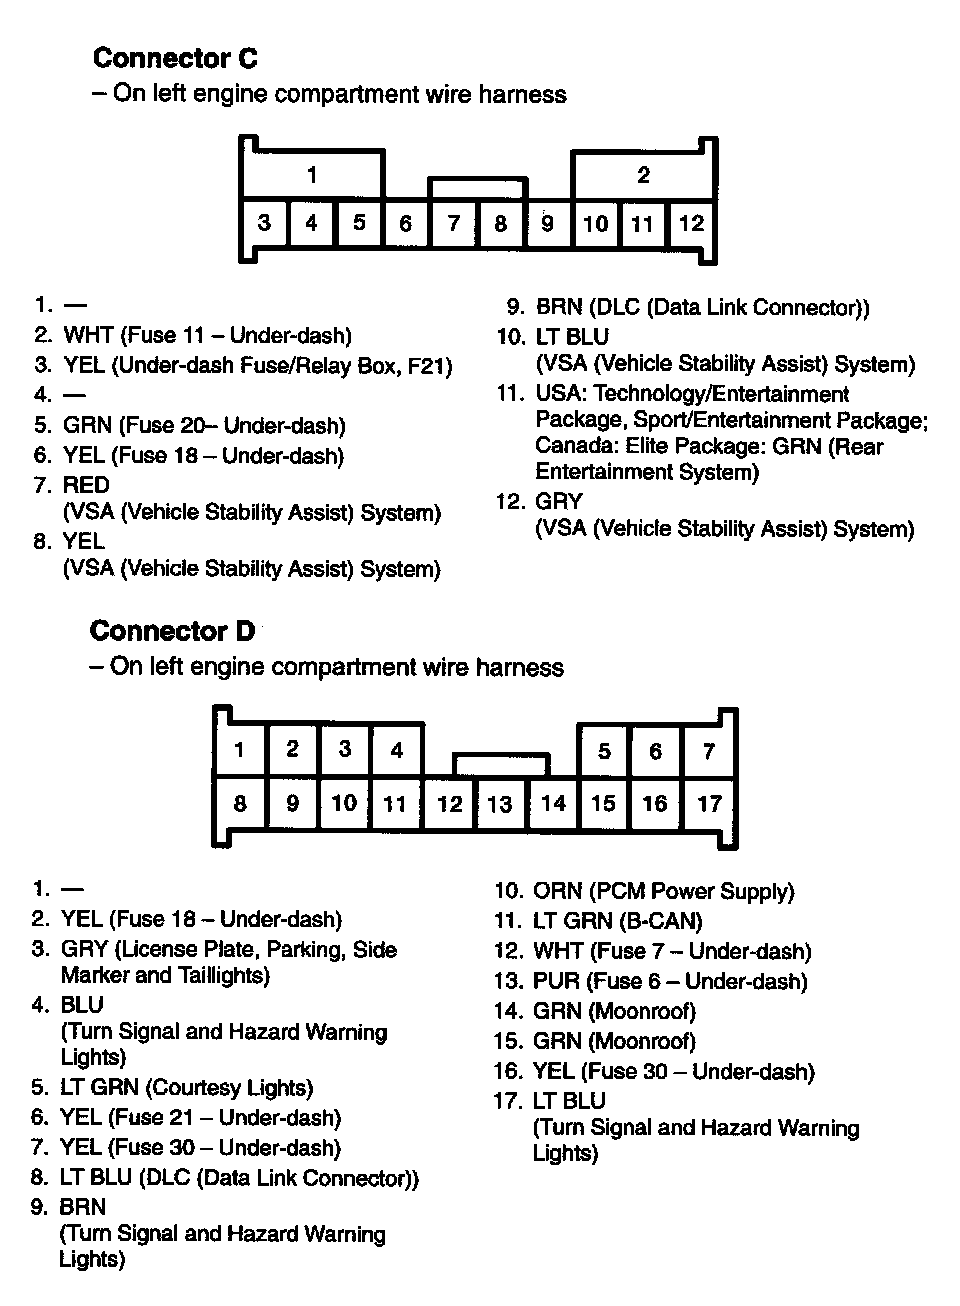 Connector C
– On left engine compartment wire harness
1 2
3 4 5 6 7 8 9 10 11 12
1. —
2. WHT (Fuse 11 – Under-dash)
3. YEL (Under-dash Fuse/Relay Box, F21)
4. —
5. GRN (Fuse 20– Under-dash)
6. YEL (Fuse 18 – Under-dash)
7. RED
(VSA (Vehicle Stability Assist) System)
8. YEL
(VSA (Vehicle Stability Assist) System)
9. BRN (DLC (Data Link Connector))
10. LT BLU
(VSA (Vehicle Stability Assist) System)
11. USA: Technology/Entertainment
Package, Sport/Entertainment Package;
Canada: Elite Package: GRN (Rear
Entertainment System)
12. GRY
(VSA (Vehicle Stability Assist) System)
Connector D
– On left engine compartment wire harness
1 2 3 4 5 6 7
8 9 10 11 12 13 14 15 16 17
1. —
2. YEL (Fuse 18 – Under-dash)
3. GRY (License Plate, Parking, Side
Marker and Taillights)
4. BLU
(Turn Signal and Hazard Warning
Lights)
5. LT GRN (Courtesy Lights)
6. YEL (Fuse 21 – Under-dash)
7. YEL (Fuse 30 – Under-dash)
8. LT BLU (DLC (Data Link Connector))
9. BRN
(Turn Signal and Hazard Warning
Lights)
10. ORN (PCM Power Supply)
11. LT GRN (B-CAN)
12. WHT (Fuse 7 – Under-dash)
13. PUR (Fuse 6 – Under-dash)
14. GRN (Moonroof)
15. GRN (Moonroof)
16. YEL (Fuse 30 – Under-dash)
17. LT BLU
(Turn Signal and Hazard Warning
Lights)